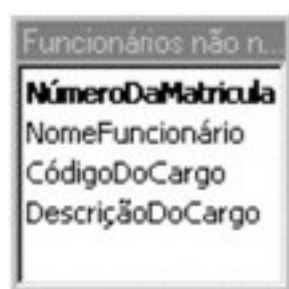 Funcionários não n...
NúmeroDaMatricula
NomeFuncionário
CódigoDoCargo
DescriçãoDoCargo